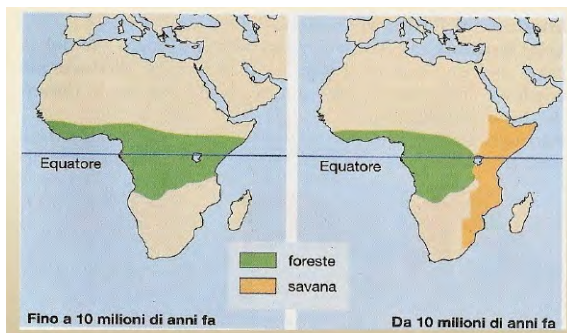 Equatore
Equatore
foreste
savana
Fino a 10 milioni di anni fa
Da 10 milioni di anni fa